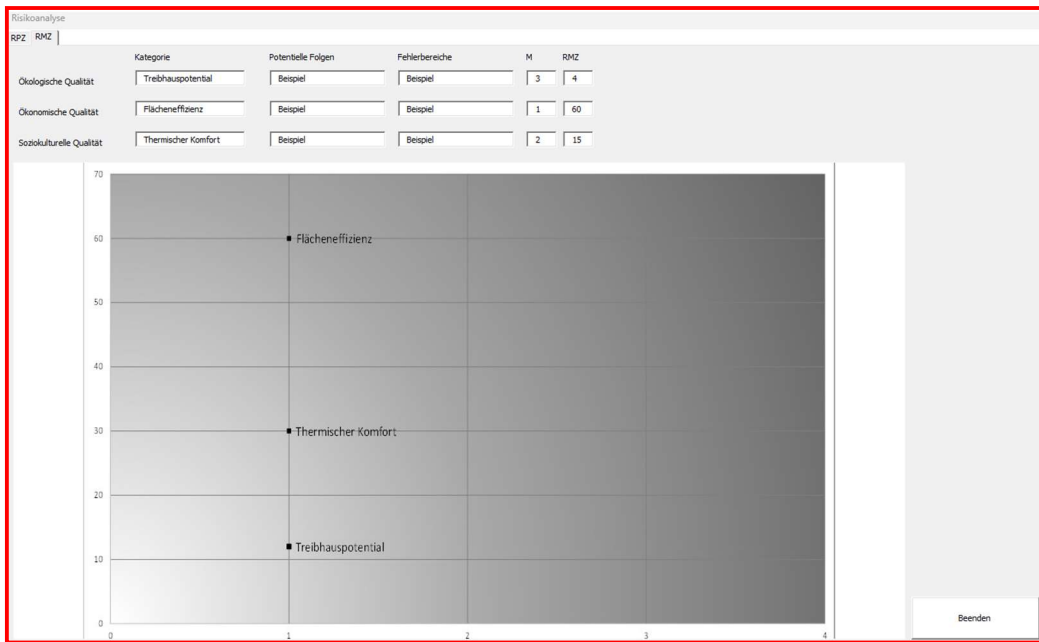 Risikoanalyse
RPZ RMZ
Kategorie Potentielle Folgen Fehlerbereiche M RMZ
Ökologische Qualität Treibhauspotential Beispiel Beispiel 3 4
Ökonomische Qualität Flächeneffizienz Beispiel Beispiel 1 60
Soziokulturelle Qualität Thermischer Komfort Beispiel Beispiel 2 15
70
60 Flächeneffizienz
50
40
30 Thermischer Komfort
20
Treibhauspotential
10
0
Beenden
0 1 2 3 4